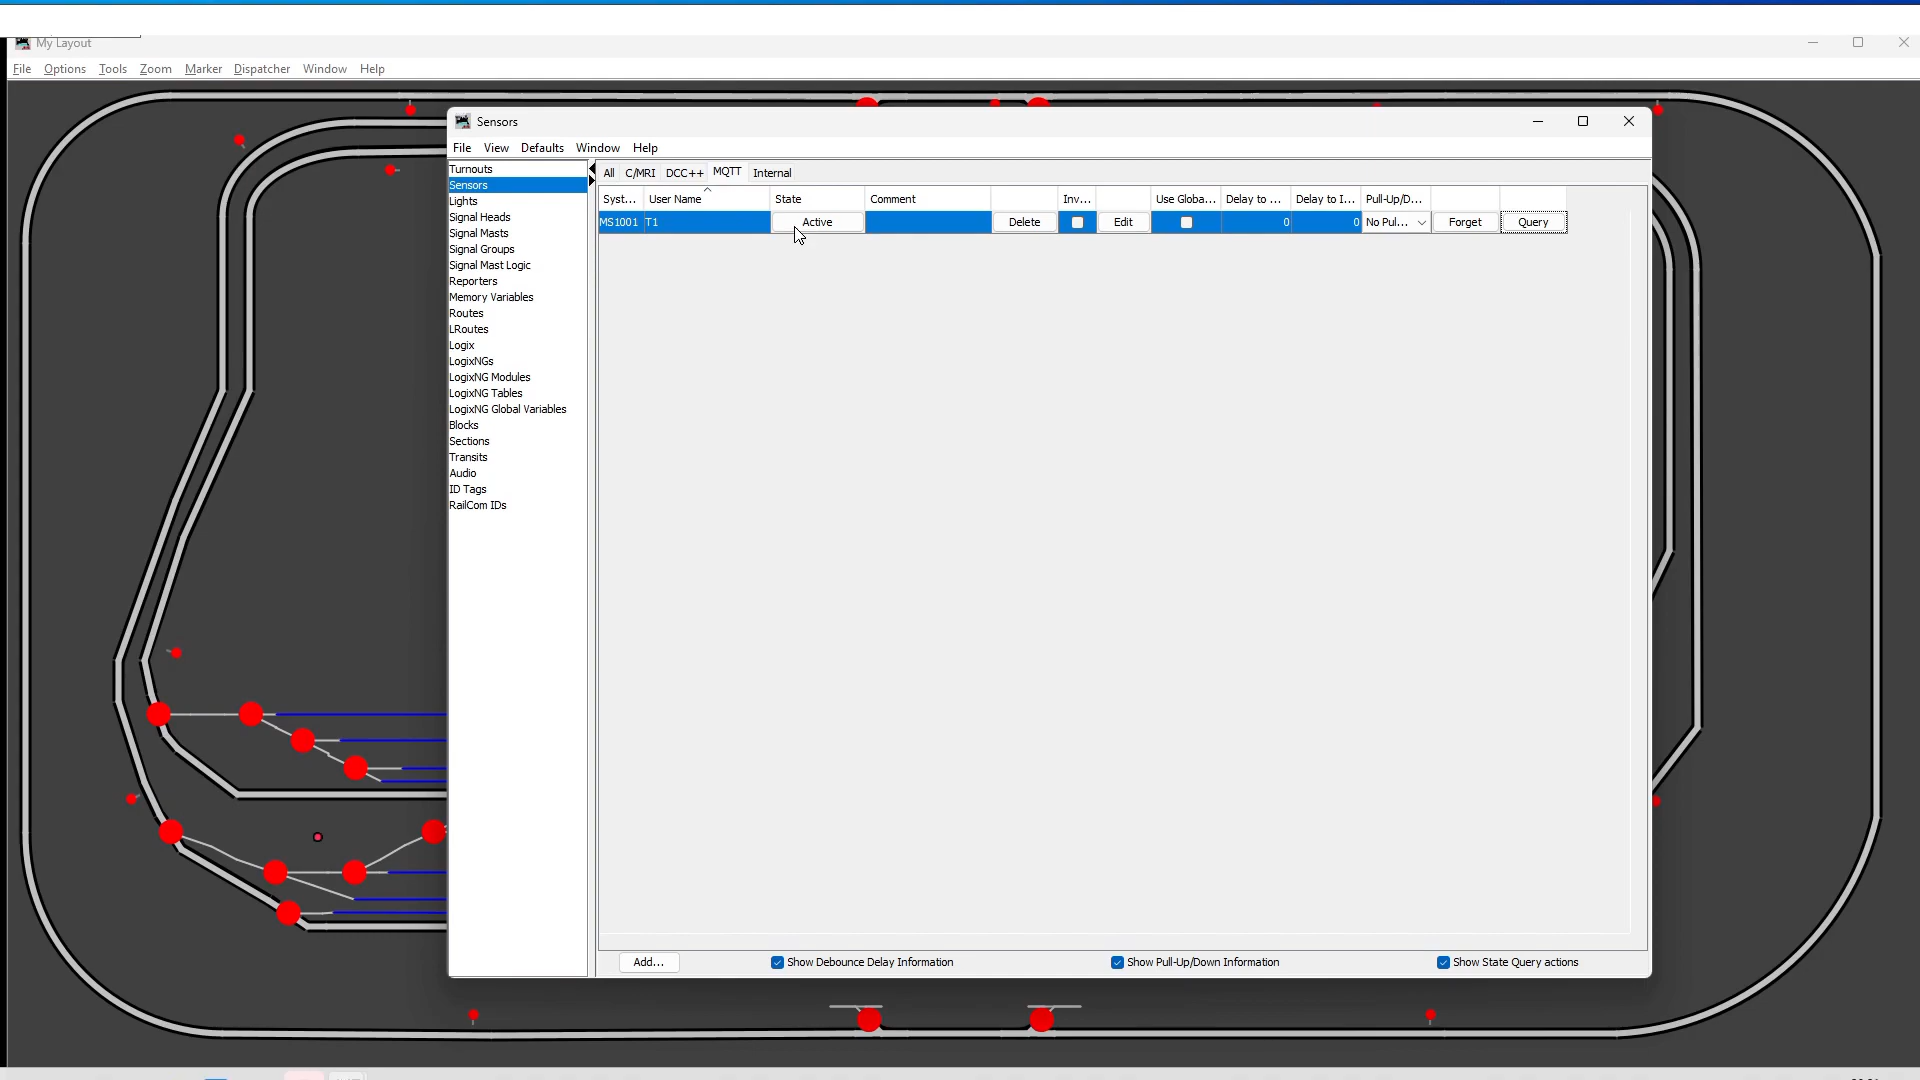 My Layout
File Options Tools Zoom Marker Dispatcher Window Help
Sensors
File View Defaults Window Help
Turnouts
Sensors
Lights
Signal Heads
Signal Masts
Signal Groups
Signal Mast Logic
Reporters
Memory Variables
Routes
LRoutes
Logix
LogixNGs
LogixNG Modules
LogixNG Tables
LogixNG Global Variables
Blocks
Sections
Transits
Audio
ID Tags
RailCom IDs
All C/MRI DCC++ MQTT Internal
Syst... User Name State Comment Inv... Use Globa... Delay to ... Delay to I... Pull-Up/D...
MS1001 T1 Active Delete Edit 0 0 No Pul... Forget Query
Add... Show Debounce Delay Information Show Pull-Up/Down Information Show State Query actions